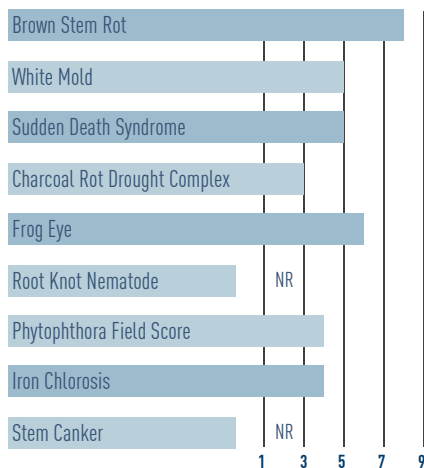 Brown Stem Rot
White Mold
Sudden Death Syndrome
Charcoal Rot Drought Complex
Frog Eye
Root Knot Nematode NR
Phytophthora Field Score
Iron Chlorosis
Stem Canker NR
1 3 5 7 9